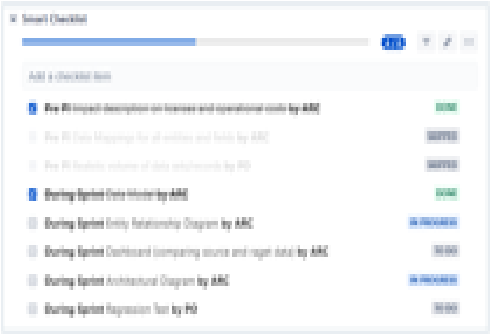 Smart Checklist
Add a checklist item
Pre PI Impact description on licenses and operational costs by ARC DONE
Pre PI Data Mappings for all entities and fields by ARC SKIPPED
Pre PI Realistic volume of data sets/records by PO SKIPPED
During Sprint Data Model by ARC DONE
During Sprint Entity Relationship Diagram by ARC IN PROGRESS
During Sprint Dashboard (comparing source and target data) by ARC TO DO
During Sprint Architectural Diagram by ARC IN PROGRESS
During Sprint Regression Test by PO TO DO